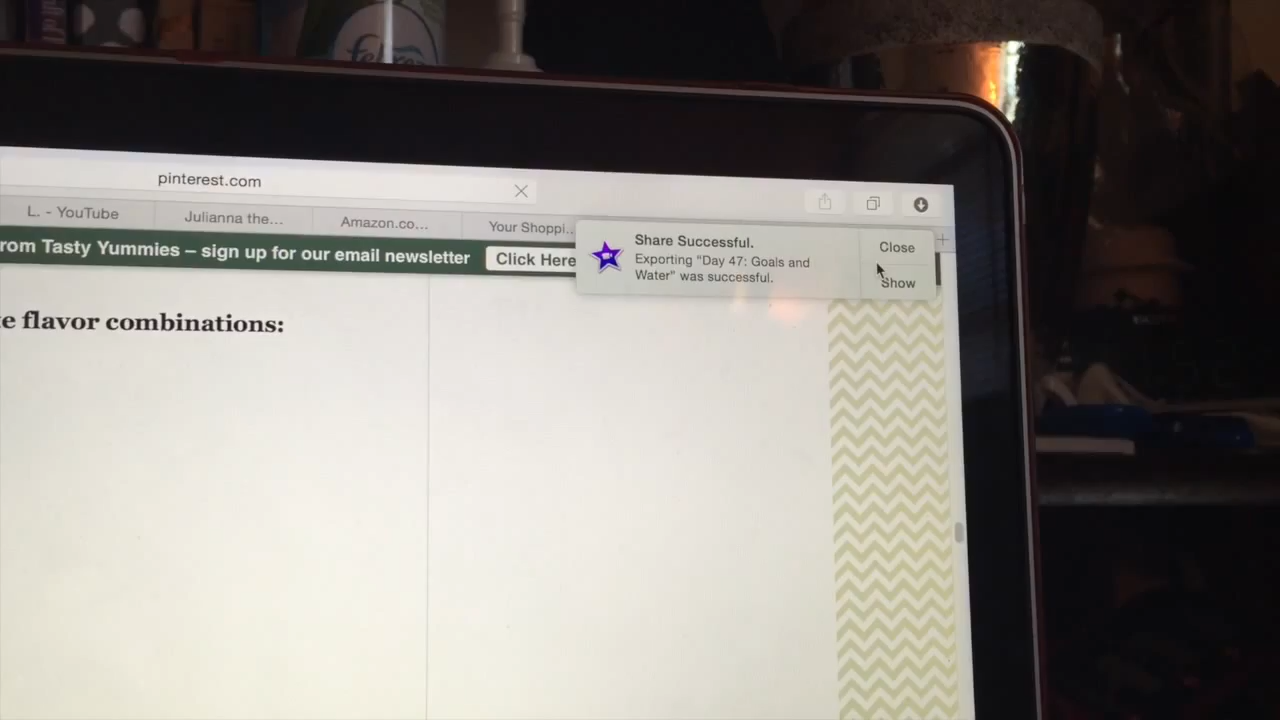 febreze
pinterest.com
L. - YouTube
Julianna the...
Amazon.co...
Your Shoppi...
rom Tasty Yummies – sign up for our email newsletter
Click Here
Share Successful.
Exporting "Day 47: Goals and
Water" was successful.
Close
Show
e flavor combinations: